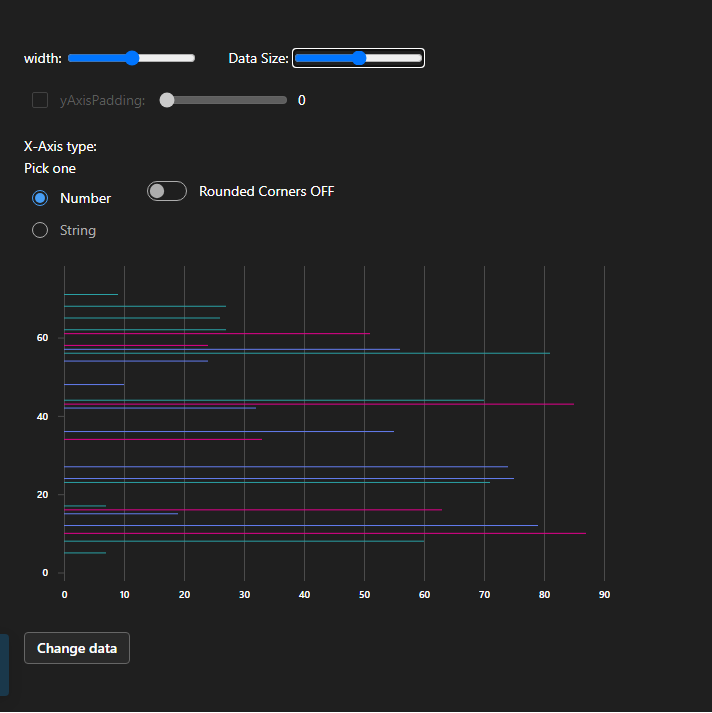 width: Data Size:
yAxisPadding: 0
X-Axis type:
Pick one
Number
Rounded Corners OFF
String
60
40
20
0
0 10 20 30 40 50 60 70 80 90
Change data